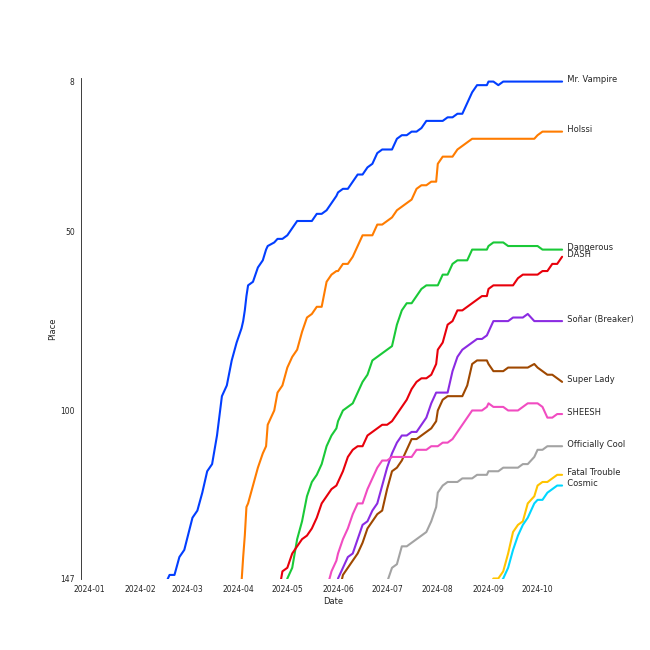 8
Mr. Vampire
Holssi
50
Dangerous
DASH
Place
Soñar (Breaker)
Super Lady
100
SHEESH
Officially Cool
Fatal Trouble
Cosmic
147
2024-01 2024-02 2024-03 2024-04 2024-05 2024-06 2024-07 2024-08 2024-09 2024-10
Date